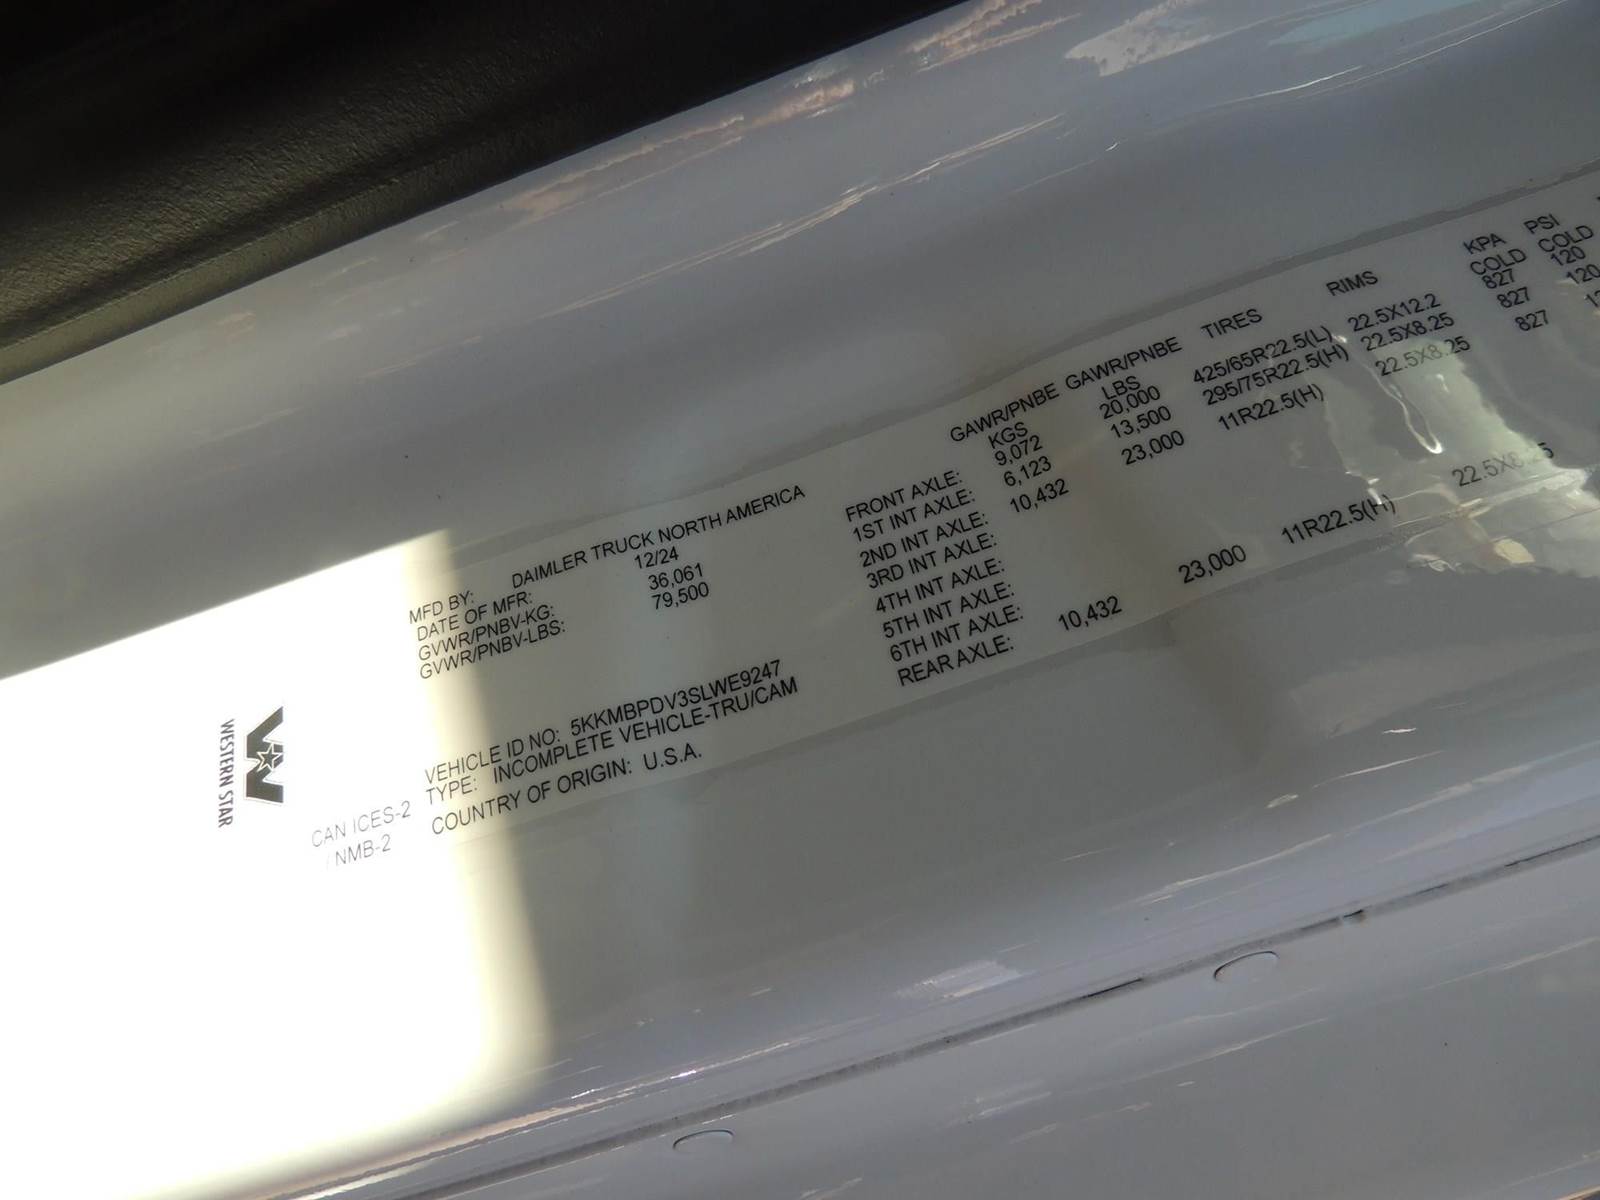 WESTERN STAR
CAN ICES-2
/ NMB-2
MFD BY: DAIMLER TRUCK NORTH AMERICA
DATE OF MFR: 12/24
GVWR/PNBV-KG: 36,061
GVWR/PNBV-LBS: 79,500
VEHICLE ID NO: 5KKMBPDV3SLWE9247
TYPE: INCOMPLETE VEHICLE-TRU/CAM
COUNTRY OF ORIGIN: U.S.A.
GAWR/PNBE GAWR/PNBE TIRES RIMS KPA PSI
KGS LBS COLD COLD
FRONT AXLE: 9,072 20,000 425/65R22.5(L) 22.5X12.2 827 120
1ST INT AXLE: 6,123 13,500 295/75R22.5(H) 22.5X8.25 827 120
2ND INT AXLE: 10,432 23,000 11R22.5(H) 22.5X8.25 827
3RD INT AXLE:
4TH INT AXLE:
5TH INT AXLE:
6TH INT AXLE:
REAR AXLE: 10,432 23,000 11R22.5(H) 22.5X8.25